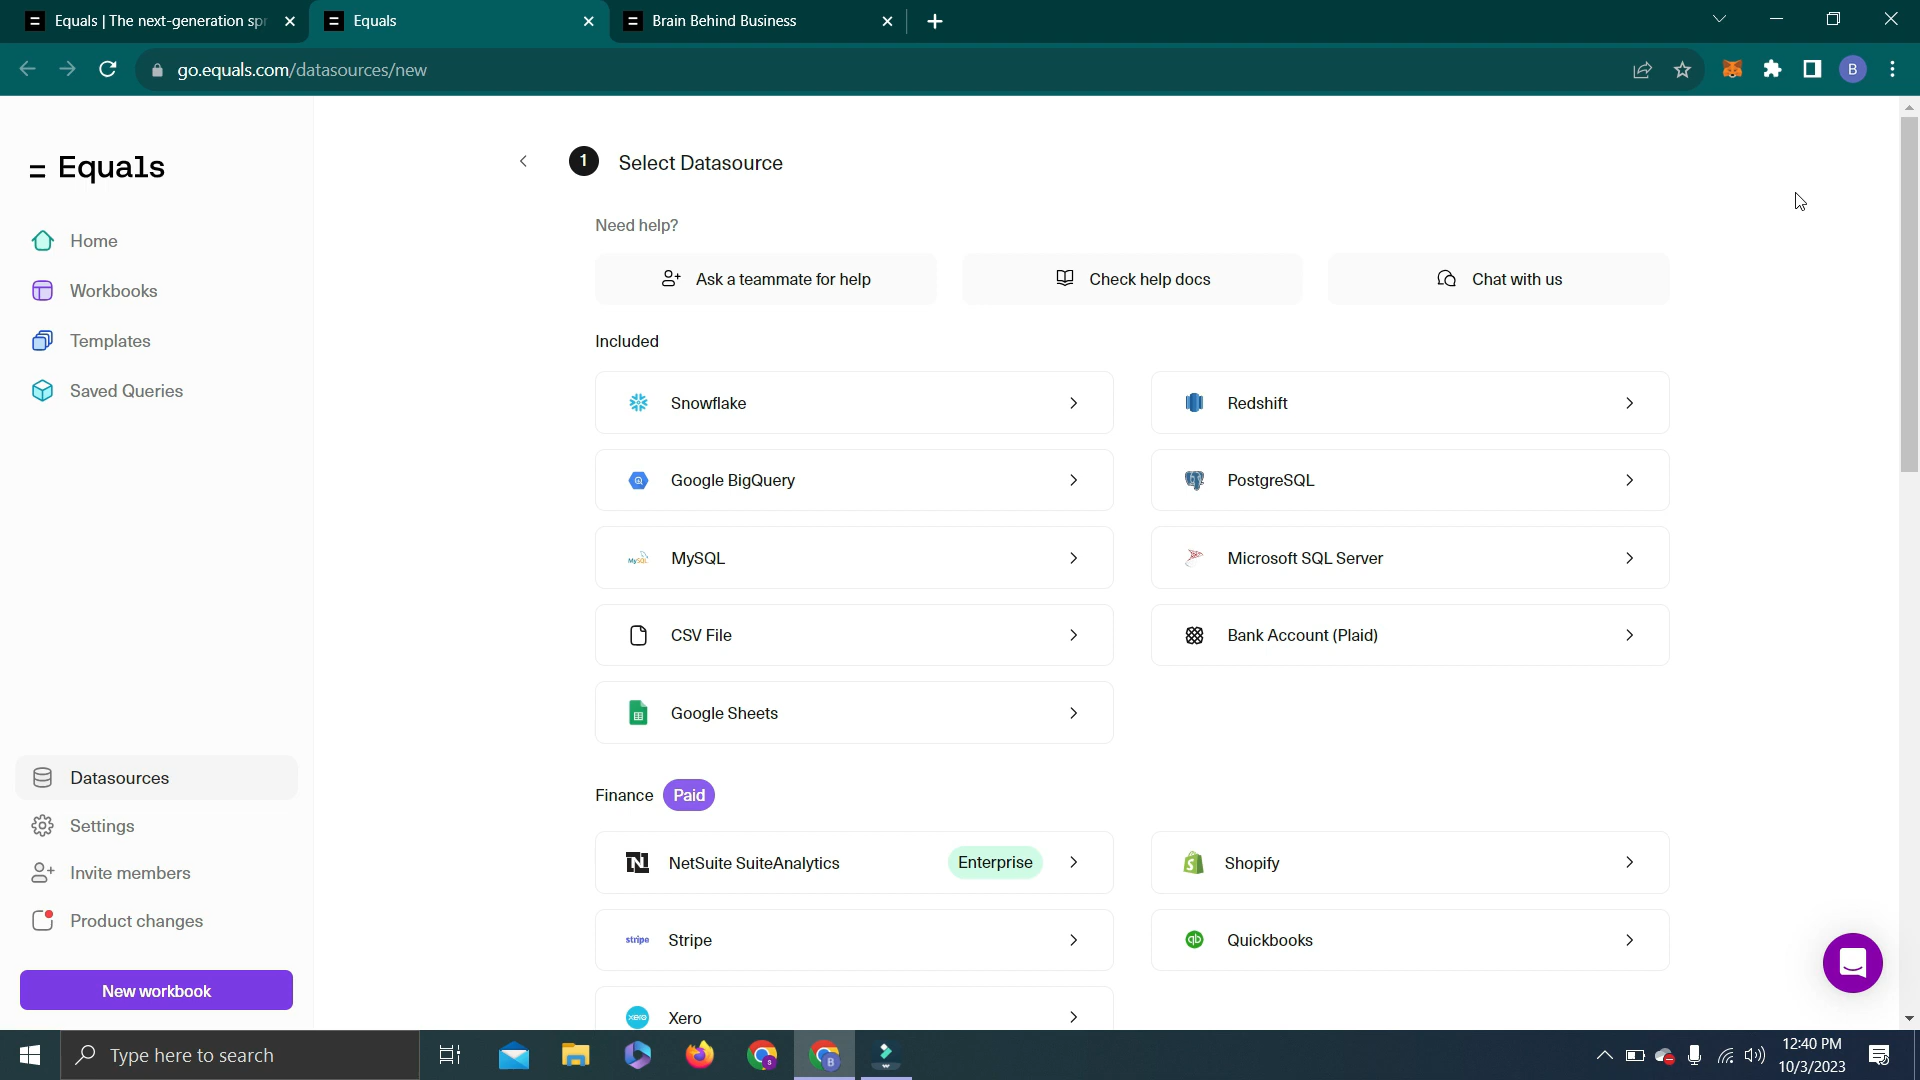 Equals | The next-generation spr
Equals
Brain Behind Business
go.equals.com/datasources/new
B
= Equals
Home
Workbooks
Templates
Saved Queries
Datasources
Settings
Invite members
Product changes
New workbook
1 Select Datasource
Need help?
Ask a teammate for help
Check help docs
Chat with us
Included
Snowflake
Redshift
Google BigQuery
PostgreSQL
MySQL MySQL
Microsoft SQL Server
CSV File
Bank Account (Plaid)
Google Sheets
Finance Paid
NetSuite SuiteAnalytics Enterprise
Shopify
stripe Stripe
qb Quickbooks
xero Xero
Type here to search
12:40 PM
10/3/2023